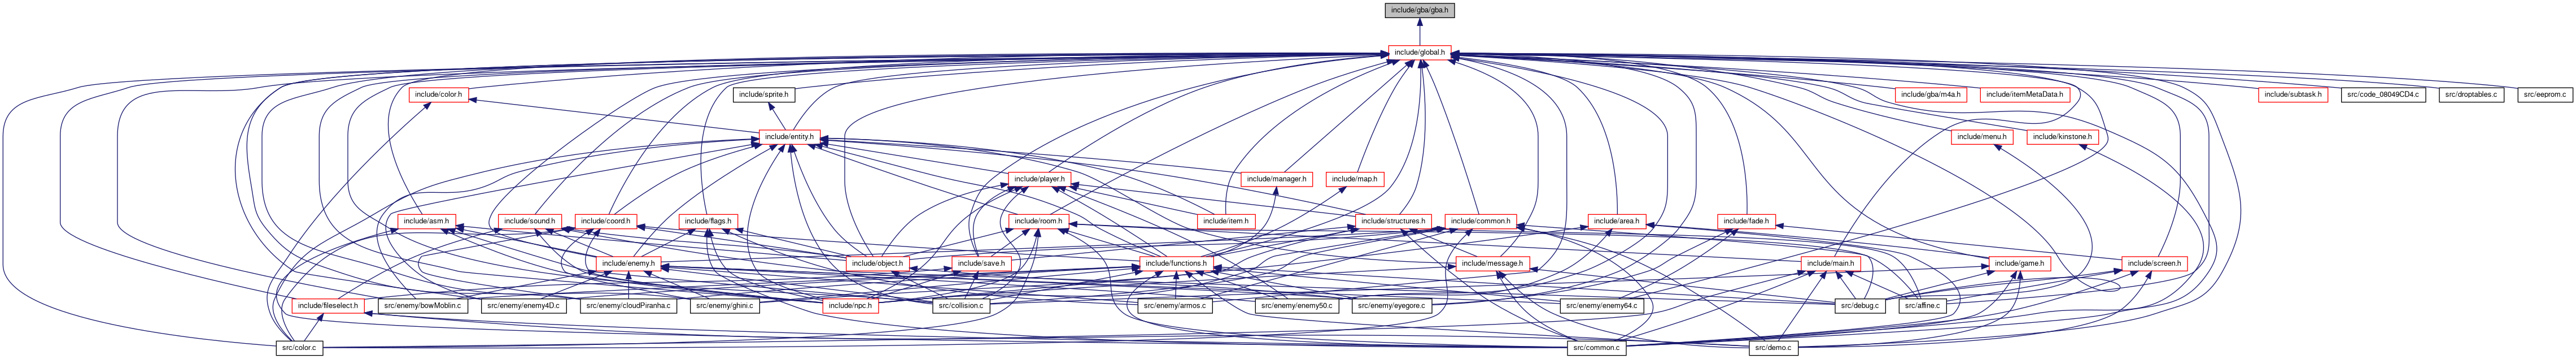 include/gba/gba.h
include/global.h
include/color.h
include/sprite.h
include/gba/m4a.h
include/itemMetaData.h
include/subtask.h
src/code_08049CD4.c
src/droptables.c
src/eeprom.c
include/entity.h
include/menu.h
include/kinstone.h
include/player.h
include/manager.h
include/map.h
include/asm.h
include/sound.h
include/coord.h
include/flags.h
include/room.h
include/item.h
include/structures.h
include/common.h
include/area.h
include/fade.h
include/enemy.h
include/object.h
include/save.h
include/functions.h
include/message.h
include/main.h
include/game.h
include/screen.h
include/fileselect.h
src/enemy/bowMoblin.c
src/enemy/enemy4D.c
src/enemy/cloudPiranha.c
src/enemy/ghini.c
include/npc.h
src/collision.c
src/enemy/armos.c
src/enemy/enemy50.c
src/enemy/eyegore.c
src/enemy/enemy64.c
src/debug.c
src/affine.c
src/color.c
src/common.c
src/demo.c